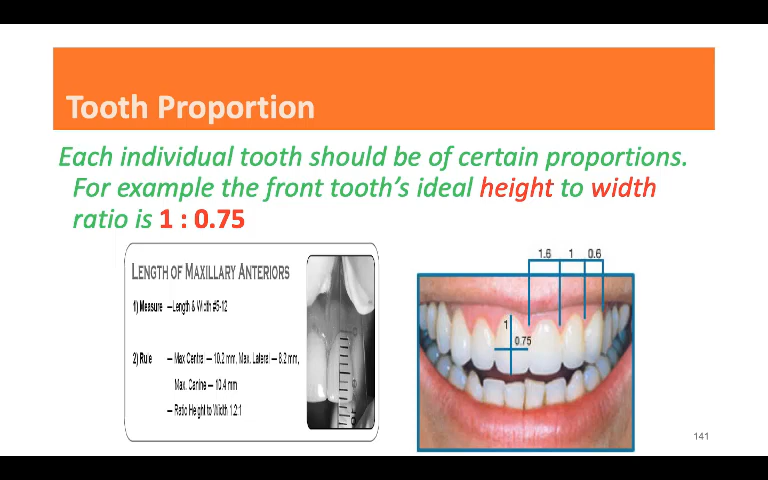 Tooth Proportion
Each individual tooth should be of certain proportions.
For example the front tooth's ideal height to width
ratio is 1 : 0.75
LENGTH OF MAXILLARY ANTERIORS
1) Measure – Length & Width #5-12
2) Rule – Max Central – 10.2 mm, Max. Lateral – 8.2 mm,
Max. Canine – 10.4 mm
– Ratio Height to Width 1.2:1
1.6 1 0.6
1
0.75
141